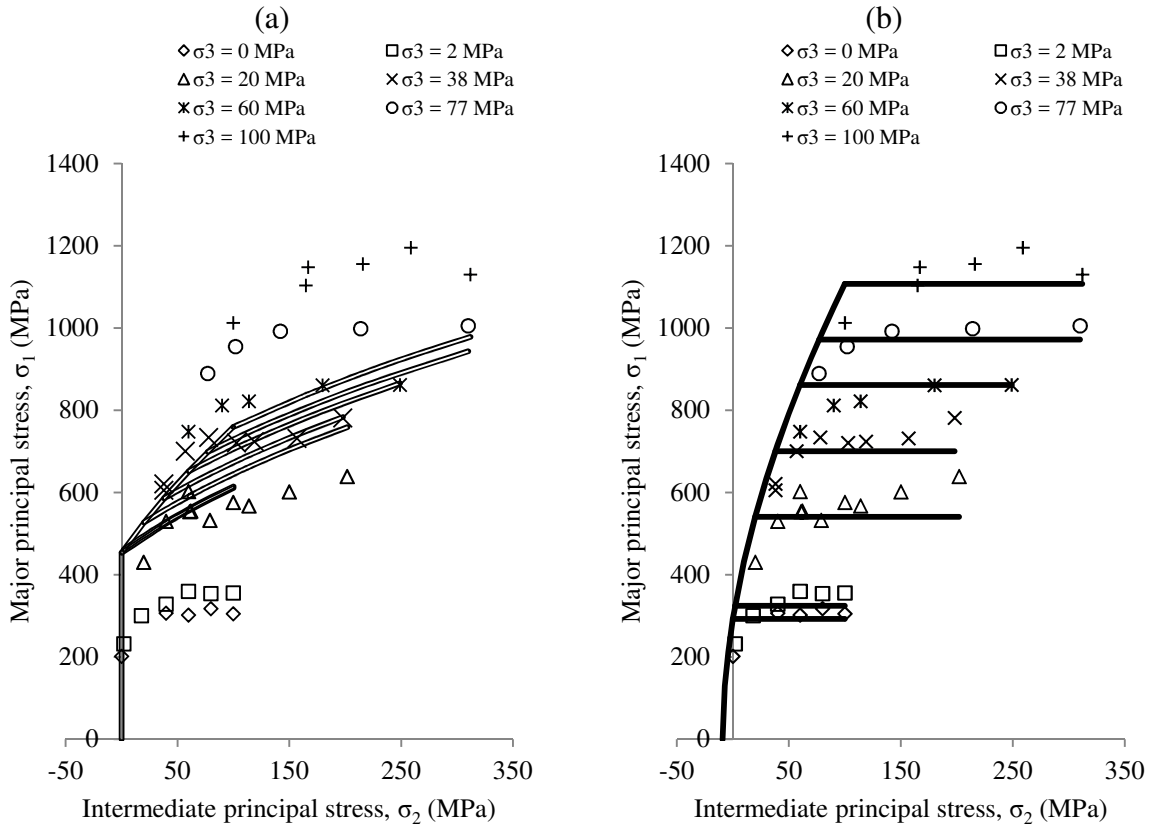 (a)
σ3 = 0 MPa
σ3 = 2 MPa
σ3 = 20 MPa
σ3 = 38 MPa
σ3 = 60 MPa
σ3 = 77 MPa
σ3 = 100 MPa
1400
1200
1000
800
600
400
200
0
-50
50
150
250
350
Major principal stress, σ1 (MPa)
Intermediate principal stress, σ2 (MPa)
(b)
σ3 = 0 MPa
σ3 = 2 MPa
σ3 = 20 MPa
σ3 = 38 MPa
σ3 = 60 MPa
σ3 = 77 MPa
σ3 = 100 MPa
1400
1200
1000
800
600
400
200
0
-50
50
150
250
350
Major principal stress, σ1 (MPa)
Intermediate principal stress, σ2 (MPa)